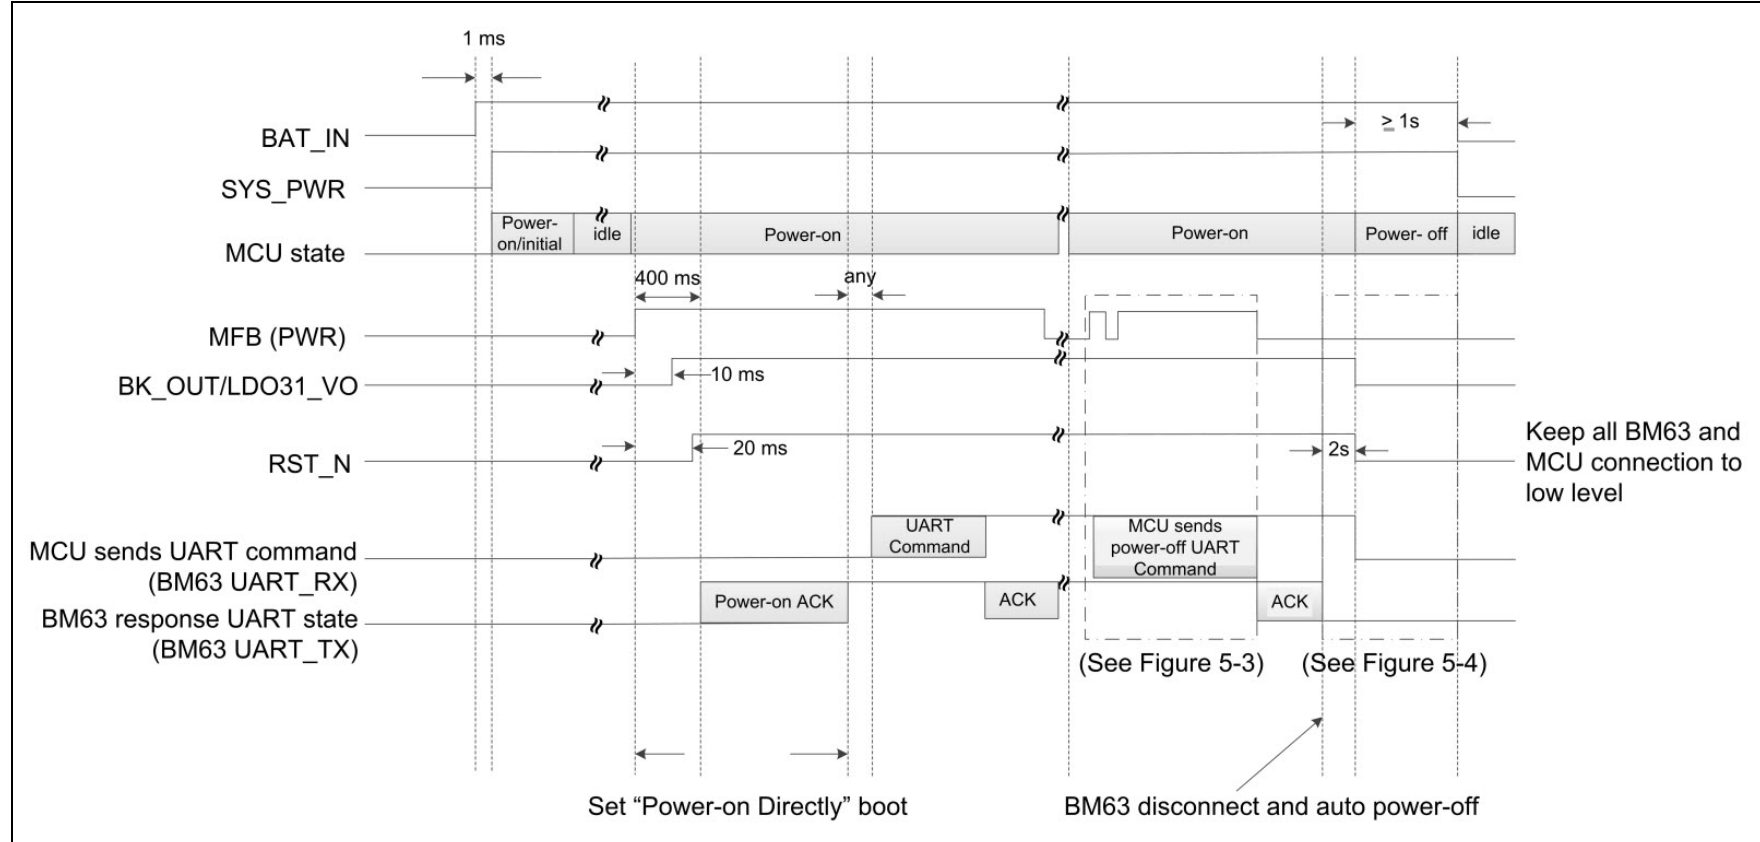 1 ms
BAT_IN
≥ 1s
SYS_PWR
MCU state
Power-
on/initial
idle
Power-on
Power-on
Power- off
idle
400 ms
any
MFB (PWR)
BK_OUT/LDO31_VO
10 ms
RST_N
20 ms
2s
Keep all BM63 and
MCU connection to
low level
MCU sends UART command
(BM63 UART_RX)
UART
Command
MCU sends
power-off UART
Command
BM63 response UART state
(BM63 UART_TX)
Power-on ACK
ACK
ACK
(See Figure 5-3)
(See Figure 5-4)
Set “Power-on Directly” boot
BM63 disconnect and auto power-off